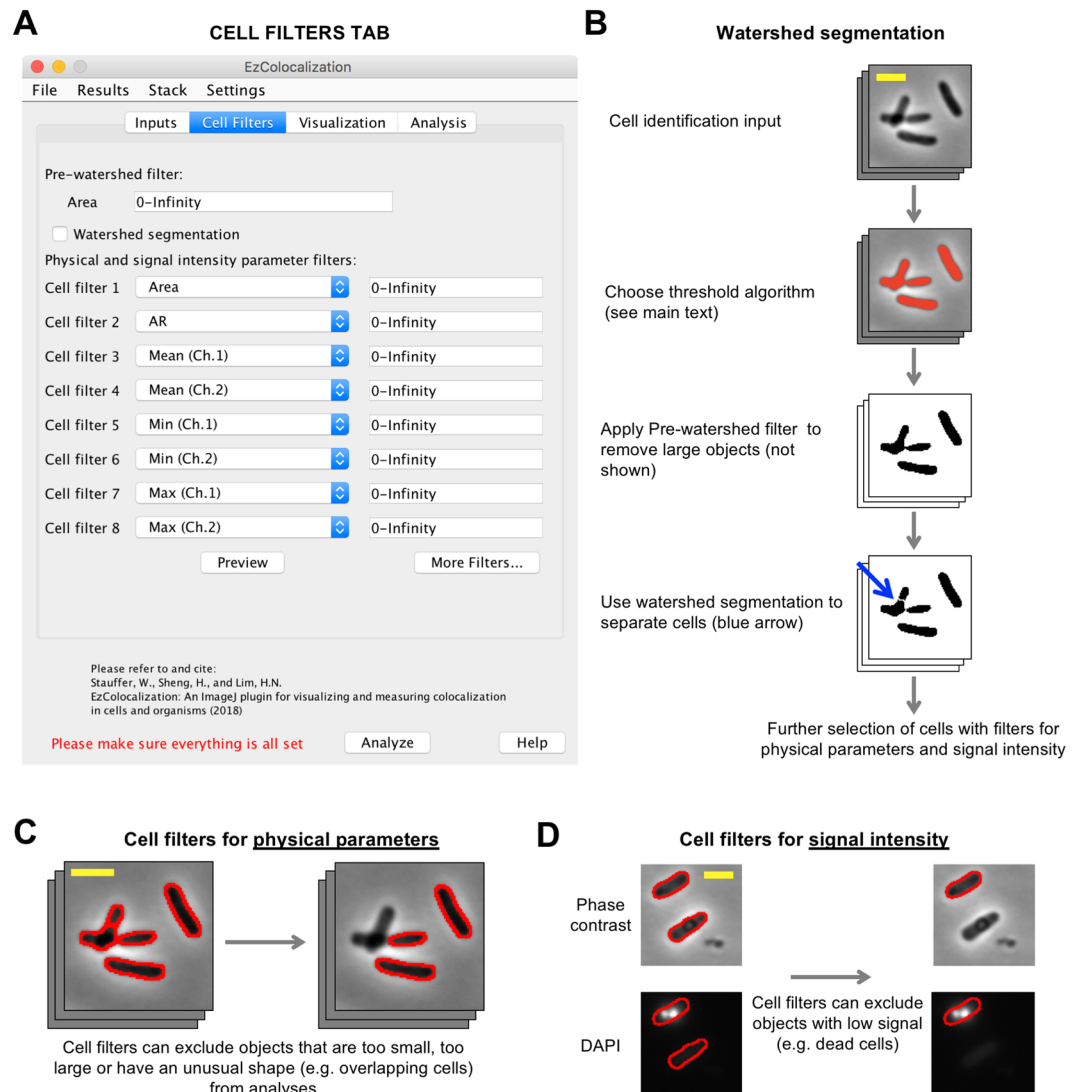 A
CELL FILTERS TAB
EzColocalization
File Results Stack Settings
Inputs Cell Filters Visualization Analysis
Pre-watershed filter:
Area 0-Infinity
Watershed segmentation
Physical and signal intensity parameter filters:
Cell filter 1 Area 0-Infinity
Cell filter 2 AR 0-Infinity
Cell filter 3 Mean (Ch.1) 0-Infinity
Cell filter 4 Mean (Ch.2) 0-Infinity
Cell filter 5 Min (Ch.1) 0-Infinity
Cell filter 6 Min (Ch.2) 0-Infinity
Cell filter 7 Max (Ch.1) 0-Infinity
Cell filter 8 Max (Ch.2) 0-Infinity
Preview More Filters...
Please refer to and cite:
Stauffer, W., Sheng, H., and Lim, H.N.
EzColocalization: An ImageJ plugin for visualizing and measuring colocalization
in cells and organisms (2018)
Please make sure everything is all set Analyze Help
B
Watershed segmentation
Cell identification input
Choose threshold algorithm
(see main text)
Apply Pre-watershed filter to
remove large objects (not
shown)
Use watershed segmentation to
separate cells (blue arrow)
Further selection of cells with filters for
physical parameters and signal intensity
C
Cell filters for physical parameters
Cell filters can exclude objects that are too small, too
large or have an unusual shape (e.g. overlapping cells)
from analyses
D
Cell filters for signal intensity
Phase
contrast
DAPI
Cell filters can exclude
objects with low signal
(e.g. dead cells)